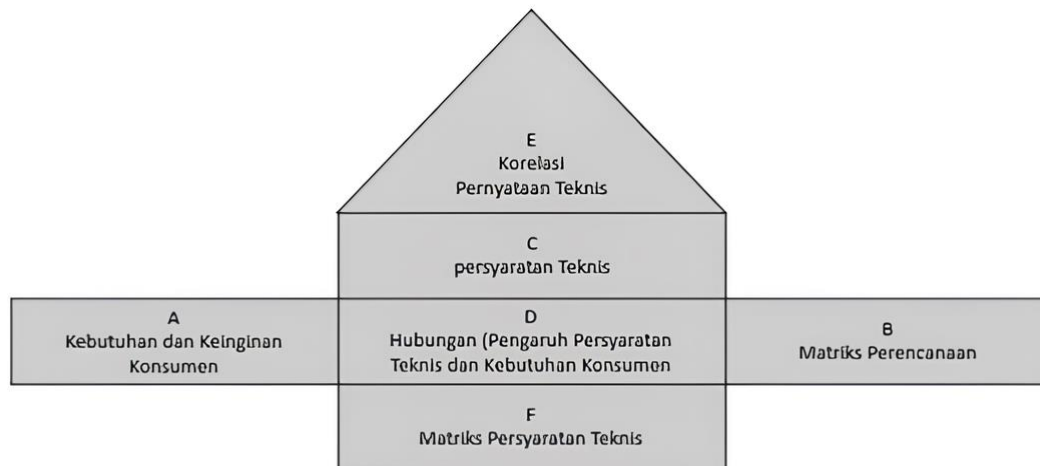 E
Korelasi
Pernyataan Teknis
C
persyaratan Teknis
A
Kebutuhan dan Keinginan
Konsumen
D
Hubungan (Pengaruh Persyaratan
Teknis dan Kebutuhan Konsumen
B
Matriks Perencanaan
F
Matriks Persyaratan Teknis